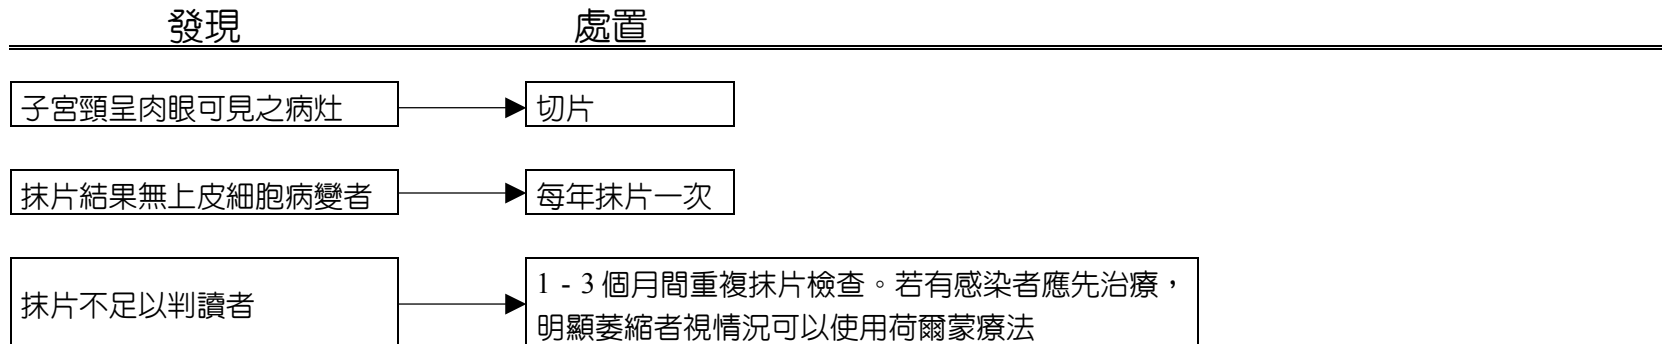 發現 處置
子宮頸呈肉眼可見之病灶 切片
抹片結果無上皮細胞病變者 每年抹片一次
抹片不足以判讀者
1 - 3 個月間重複抹片檢查。若有感染者應先治療，
明顯萎縮者視情況可以使用荷爾蒙療法